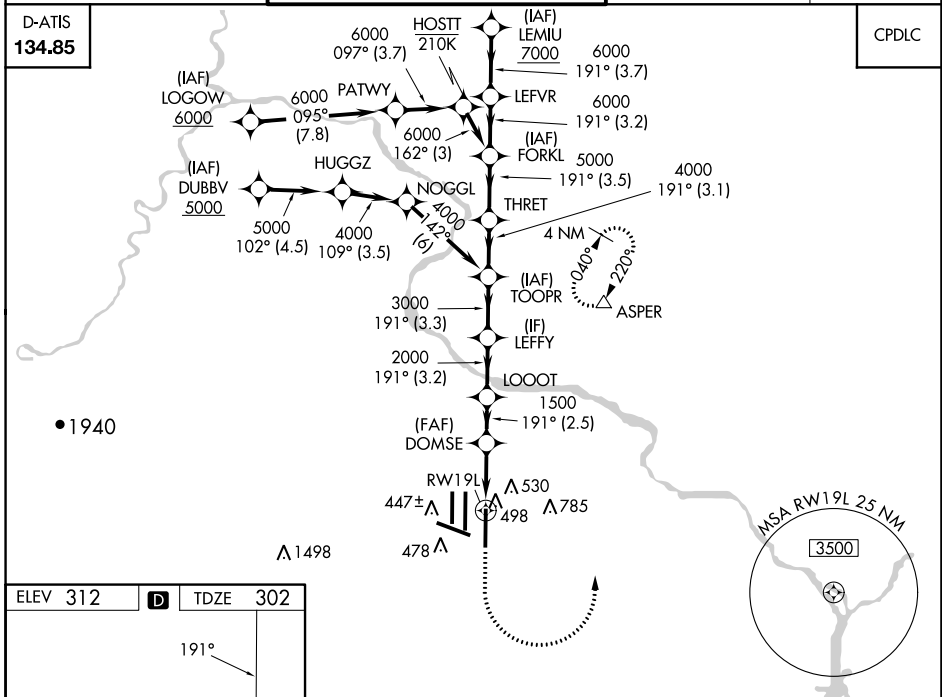 D-ATIS
134.85
HOSTT
210K
(IAF)
LEMIU
7000
CPDLC
6000
097° (3.7)
6000
191° (3.7)
(IAF)
LOGOW
6000
6000
095°
(7.8)
PATWY
LEFVR
6000
191° (3.2)
6000
162° (3)
(IAF)
FORKL
(IAF)
DUBBV
5000
HUGGZ
NOGGL
5000
191° (3.5)
4000
191° (3.1)
THRET
5000
102° (4.5)
4000
109° (3.5)
4000
142°
(6)
4 NM
040°
220°
ASPER
(IAF)
TOOPR
3000
191° (3.3)
(IF)
LEFFY
2000
191° (3.2)
LOOOT
1500
191° (2.5)
1940
(FAF)
DOMSE
RW19L
530
447±
498
785
478
1498
MSA RW19L 25 NM
3500
ELEV 312
D
TDZE 302
191°